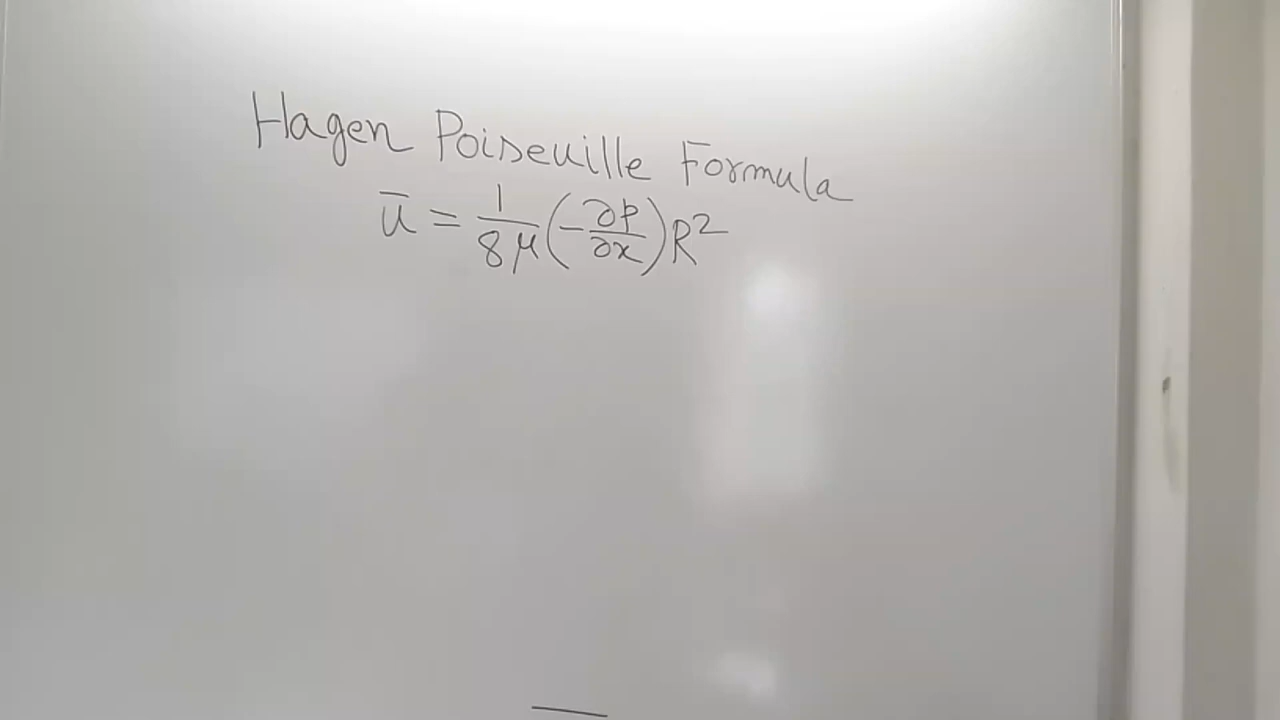 Hagen Poiseuille Formula
ū = 1/8μ (-∂p/∂x) R²